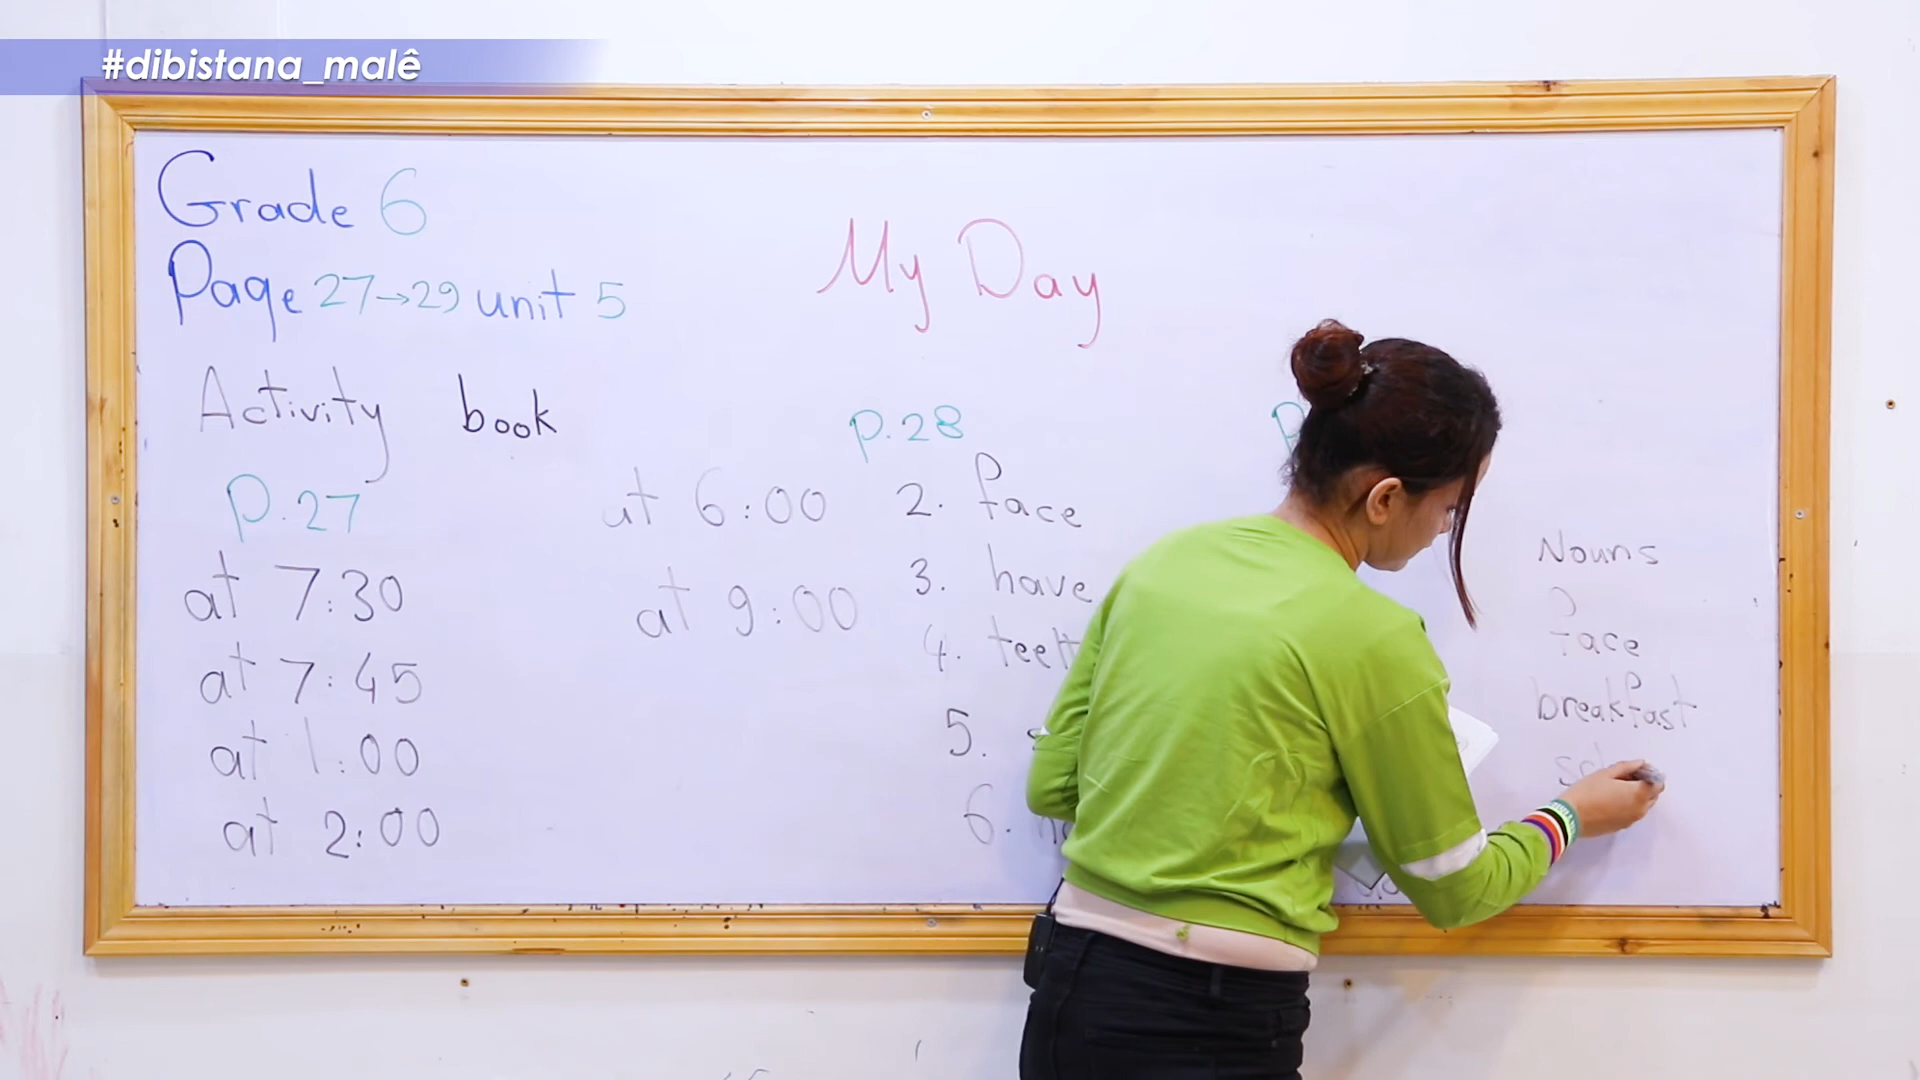 #dibistana_malê
Grade 6
Page 27→29 unit 5
My Day
Activity book
p.27
at 7:30
at 7:45
at 1:00
at 2:00
at 6:00
at 9:00
p.28
2. face
3. have
4. teeth
5.
6.
Nouns
face
breakfast